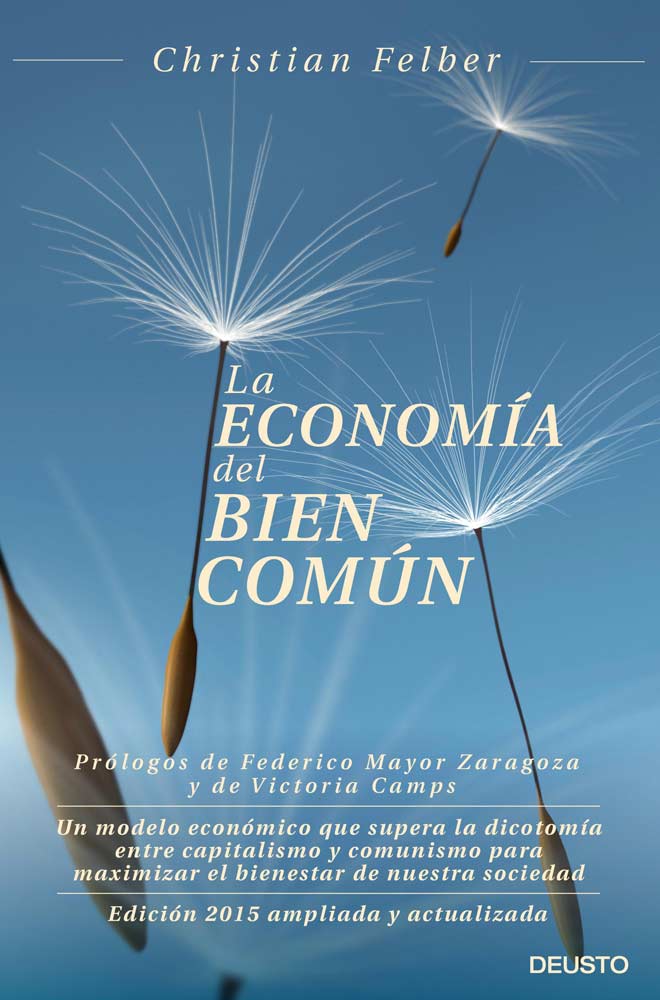 Christian Felber
La
ECONOMÍA
del
BIEN
COMÚN
Prólogos de Federico Mayor Zaragoza
y de Victoria Camps
Un modelo económico que supera la dicotomía
entre capitalismo y comunismo para
maximizar el bienestar de nuestra sociedad
Edición 2015 ampliada y actualizada
DEUSTO